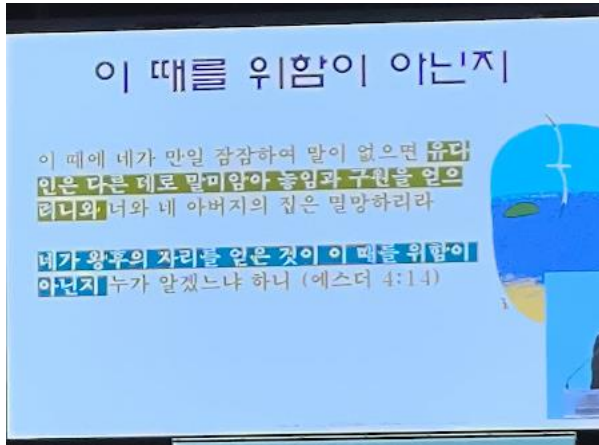 이 때를 위함이 아닌지
이 때에 네가 만일 잠잠하여 말이 없으면 유다
인은 다른 데로 말미암아 놓임과 구원을 얻으
려니와 너와 네 아버지의 집은 멸망하리라
네가 왕후의 자리를 얻은 것이 이 때를 위함이
아닌지 누가 알겠느냐 하니 (에스더 4:14)